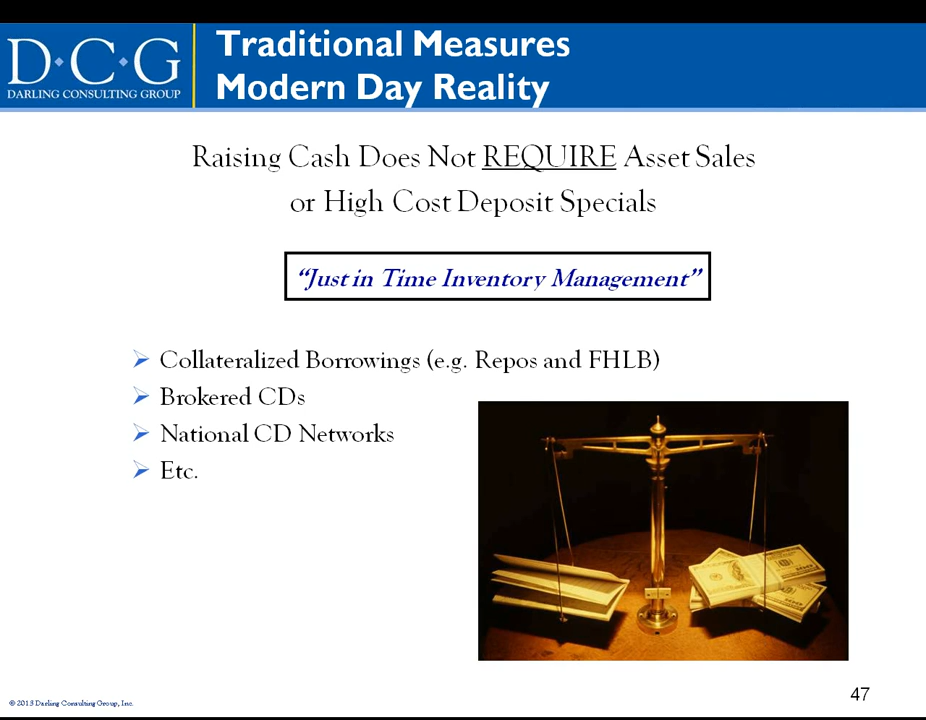 D·C·G
DARLING CONSULTING GROUP
Traditional Measures
Modern Day Reality
Raising Cash Does Not REQUIRE Asset Sales
or High Cost Deposit Specials
“Just in Time Inventory Management”
Collateralized Borrowings (e.g. Repos and FHLB)
Brokered CDs
National CD Networks
Etc.
© 2013 Darling Consulting Group, Inc.
47